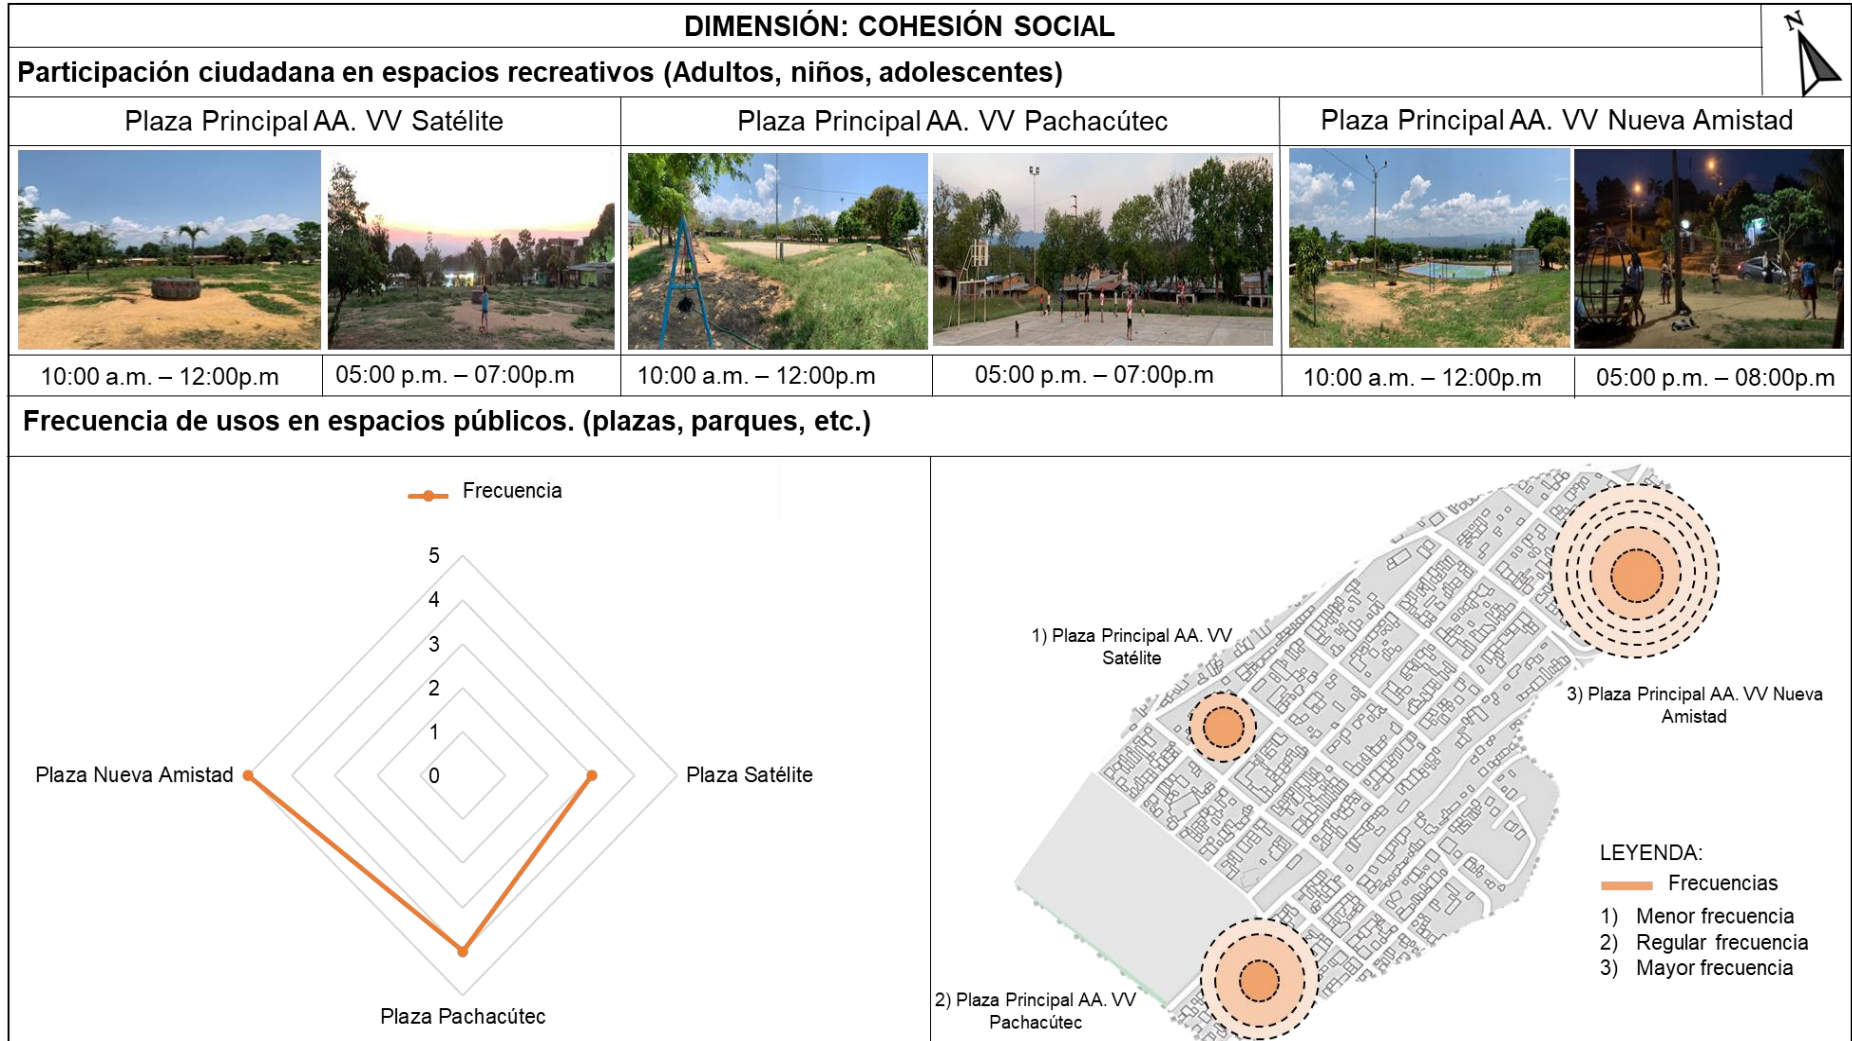 DIMENSIÓN: COHESIÓN SOCIAL
N
Participación ciudadana en espacios recreativos (Adultos, niños, adolescentes)
Plaza Principal AA. VV Satélite
Plaza Principal AA. VV Pachacútec
Plaza Principal AA. VV Nueva Amistad
10:00 a.m. – 12:00p.m
05:00 p.m. – 07:00p.m
10:00 a.m. – 12:00p.m
05:00 p.m. – 07:00p.m
10:00 a.m. – 12:00p.m
05:00 p.m. – 08:00p.m
Frecuencia de usos en espacios públicos. (plazas, parques, etc.)
Frecuencia
5
4
3
2
1
0
Plaza Nueva Amistad
Plaza Satélite
Plaza Pachacútec
1) Plaza Principal AA. VV
Satélite
3) Plaza Principal AA. VV Nueva
Amistad
2) Plaza Principal AA. VV
Pachacútec
LEYENDA:
Frecuencias
1) Menor frecuencia
2) Regular frecuencia
3) Mayor frecuencia